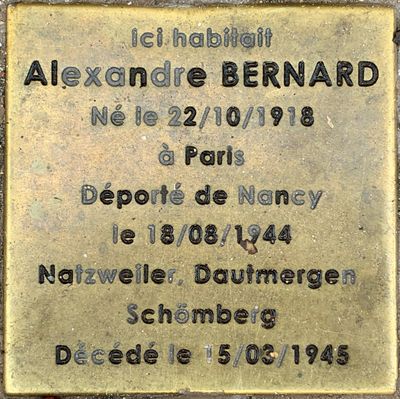 Ici habitait
Alexandre BERNARD
Né le 22/10/1918
à Paris
Déporté de Nancy
le 18/08/1944
Natzweiler, Dautmergen
Schömberg
Décédé le 15/03/1945